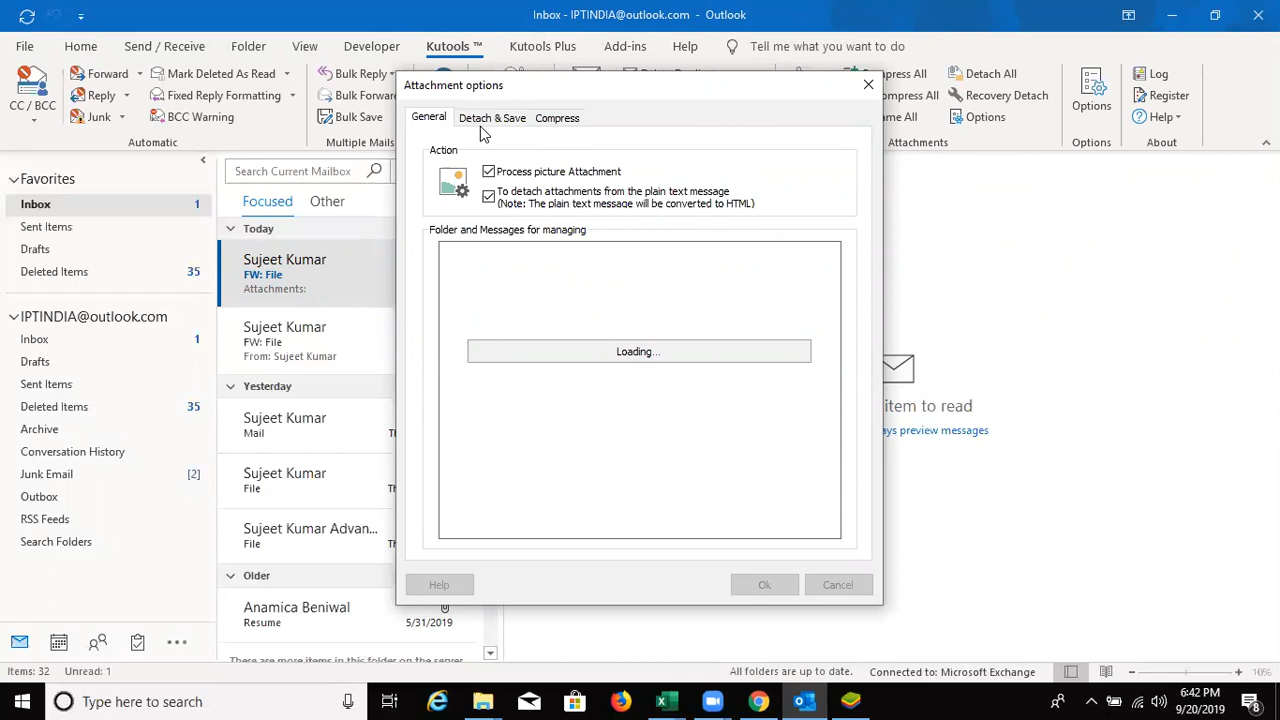 Inbox - IPTINDIA@outlook.com - Outlook
File Home Send / Receive Folder View Developer Kutools ™ Kutools Plus Add-ins Help Tell me what you want to do
Forward Mark Deleted As Read Bulk Reply Compress All Detach All Log
CC / BCC Reply Fixed Reply Formatting Bulk Forward All Recovery All Options Register
Junk BCC Warning Bulk Save Options Help
Automatic Multiple Mails Attachments Options About
Attachment options
General Detach & Save Compress
Action
Process picture Attachment
To detach attachments from the plain text message
(Note: The plain text message will be converted to HTML)
Folder and Messages for managing
Loading...
Help Ok Cancel
Favorites
Inbox 1
Sent Items
Drafts
Deleted Items 35
IPTINDIA@outlook.com
Inbox 1
Drafts
Sent Items
Deleted Items 35
Archive
Conversation History
Junk Email [2]
Outbox
RSS Feeds
Search Folders
Search Current Mailbox
Focused Other
Today
Sujeet Kumar
FW: File
Attachments:
Sujeet Kumar
FW: File
From: Sujeet Kumar
Yesterday
Sujeet Kumar
Mail Th
Sujeet Kumar
File Th
Sujeet Kumar Advan...
File Th
Older
Anamica Beniwal
Resume 5/31/2019
There are more items in this folder on the server
item to read
ays preview messages
Items: 32 Unread: 1 All folders are up to date. Connected to: Microsoft Exchange 10%
Type here to search
6:42 PM
9/20/2019
8